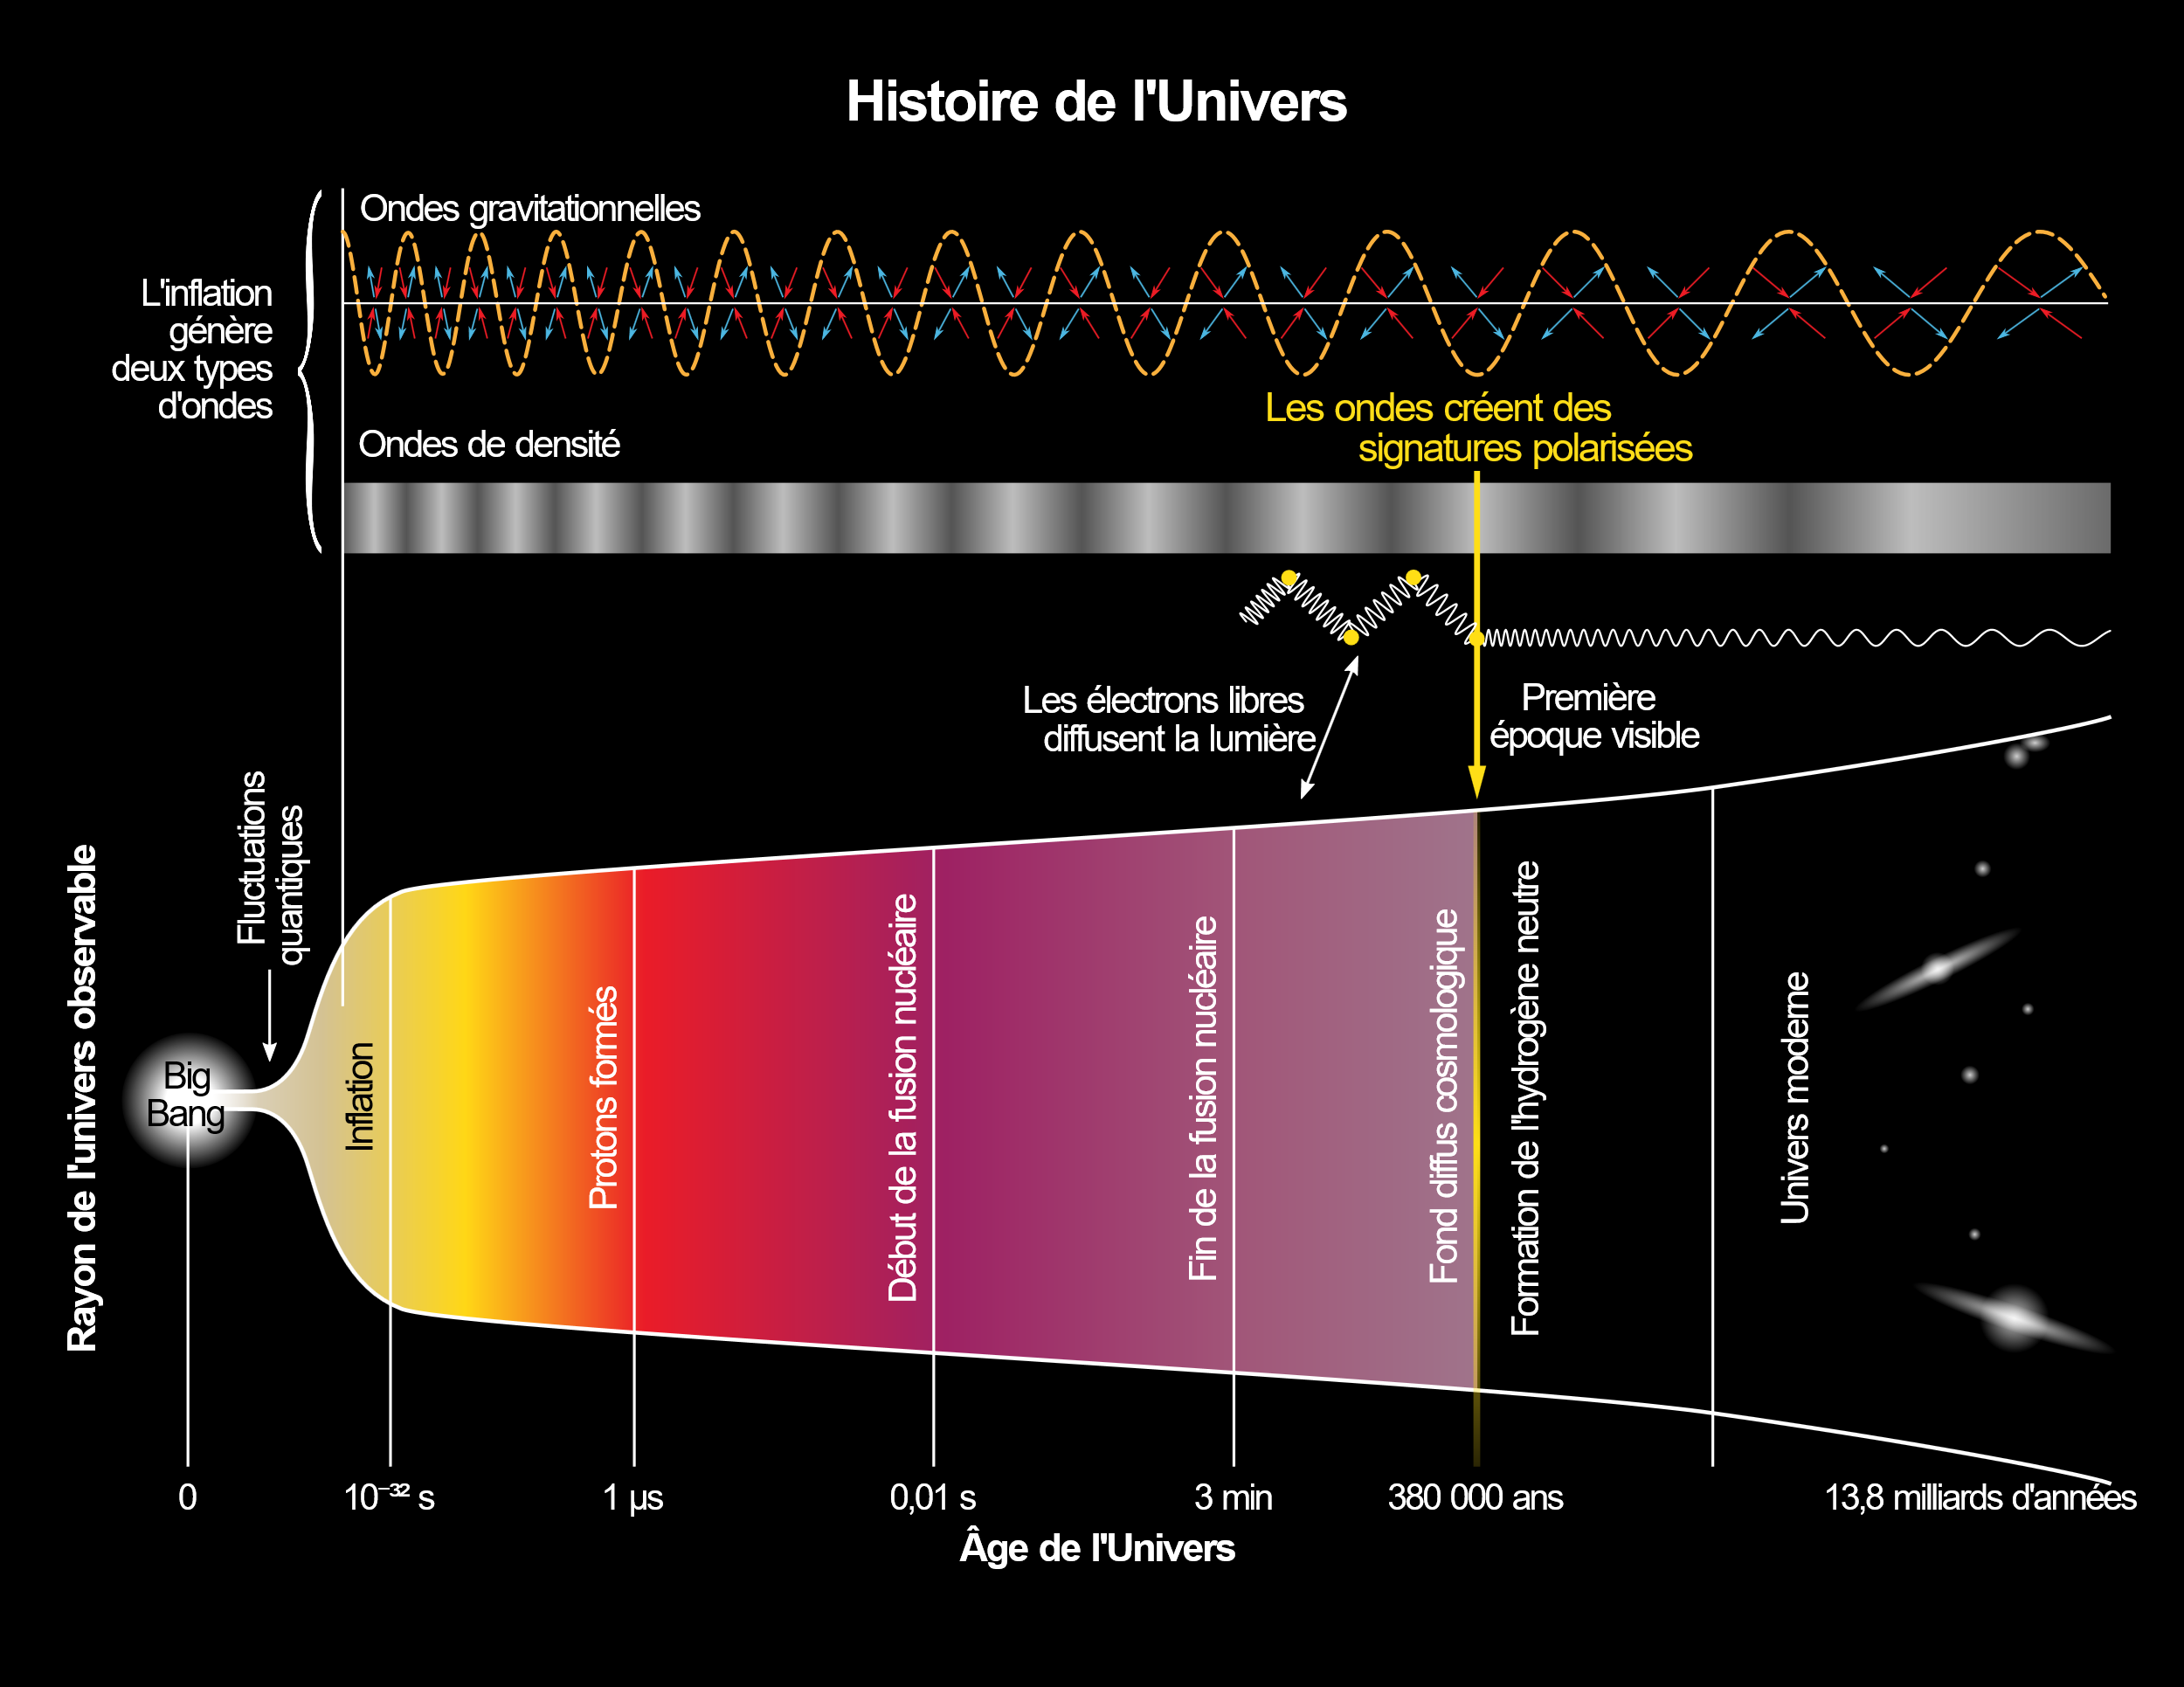 Histoire de l'Univers
Ondes gravitationnelles
L'inflation
génère
deux types
d'ondes
Les ondes créent des
signatures polarisées
Ondes de densité
Les électrons libres
diffusent la lumière
Première
époque visible
Fluctuations
quantiques
Rayon de l'univers observable
Big
Bang
Inflation
Protons formés
Début de la fusion nucléaire
Fin de la fusion nucléaire
Fond diffus cosmologique
Formation de l'hydrogène neutre
Univers moderne
0
10⁻³² s
1 µs
0,01 s
3 min
380 000 ans
13,8 milliards d'années
Âge de l'Univers